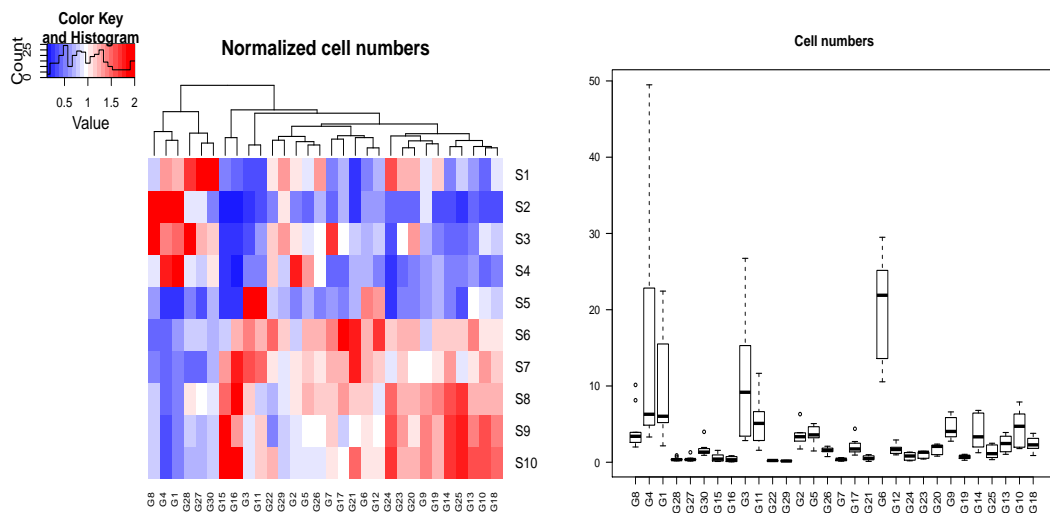 Color Key
and Histogram
Count
0
25
0.5 1 1.5 2
Value
Normalized cell numbers
S1
S2
S3
S4
S5
S6
S7
S8
S9
S10
G8 G4 G1 G28 G27 G30 G15 G16 G3 G11 G22 G29 G2 G5 G26 G7 G17 G21 G6 G12 G24 G23 G20 G9 G19 G14 G25 G13 G10 G18
Cell numbers
50
40
30
20
10
0
G8 G4 G1 G28 G27 G30 G15 G16 G3 G11 G22 G29 G2 G5 G26 G7 G17 G21 G6 G12 G24 G23 G20 G9 G19 G14 G25 G13 G10 G18